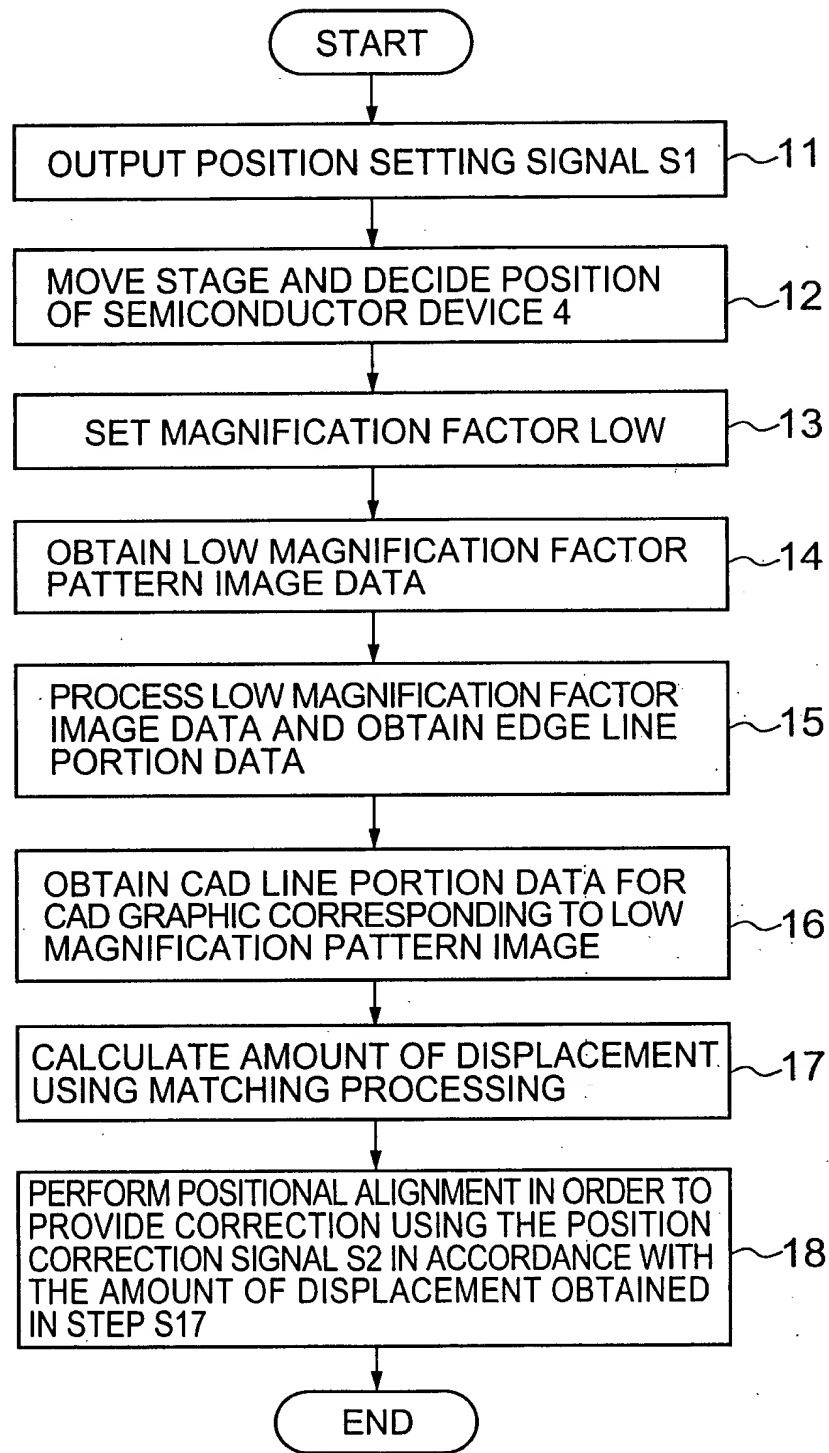 START
OUTPUT POSITION SETTING SIGNAL S1
11
MOVE STAGE AND DECIDE POSITION
OF SEMICONDUCTOR DEVICE 4
12
SET MAGNIFICATION FACTOR LOW
13
OBTAIN LOW MAGNIFICATION FACTOR
PATTERN IMAGE DATA
14
PROCESS LOW MAGNIFICATION FACTOR
IMAGE DATA AND OBTAIN EDGE LINE
PORTION DATA
15
OBTAIN CAD LINE PORTION DATA FOR
CAD GRAPHIC CORRESPONDING TO LOW
MAGNIFICATION PATTERN IMAGE
16
CALCULATE AMOUNT OF DISPLACEMENT
USING MATCHING PROCESSING
17
PERFORM POSITIONAL ALIGNMENT IN ORDER TO
PROVIDE CORRECTION USING THE POSITION
CORRECTION SIGNAL S2 IN ACCORDANCE WITH
THE AMOUNT OF DISPLACEMENT OBTAINED
IN STEP S17
18
END